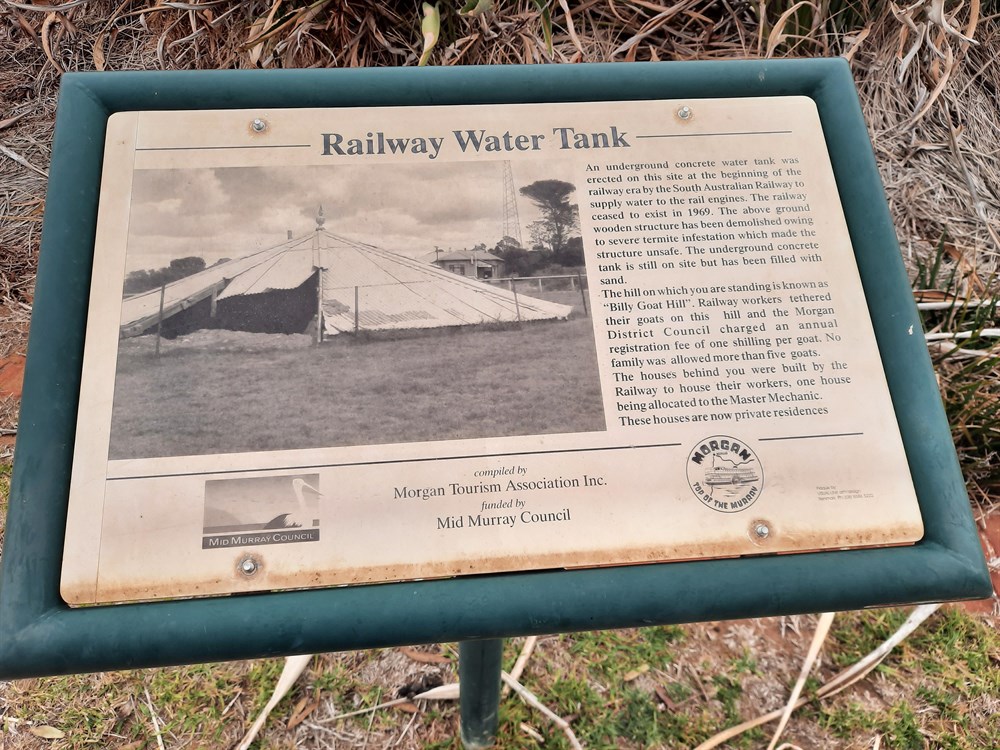 Railway Water Tank
An underground concrete water tank was
erected on this site at the beginning of the
railway era by the South Australian Railway to
supply water to the rail engines. The railway
ceased to exist in 1969. The above ground
wooden structure has been demolished owing
to severe termite infestation which made the
structure unsafe. The underground concrete
tank is still on site but has been filled with
sand.
The hill on which you are standing is known as
"Billy Goat Hill". Railway workers tethered
their goats on this hill and the Morgan
District Council charged an annual
registration fee of one shilling per goat. No
family was allowed more than five goats.
The houses behind you were built by the
Railway to house their workers, one house
being allocated to the Master Mechanic.
These houses are now private residences
compiled by
Morgan Tourism Association Inc.
funded by
Mid Murray Council
MID MURRAY COUNCIL
MORGAN
TOP OF THE MURRAY